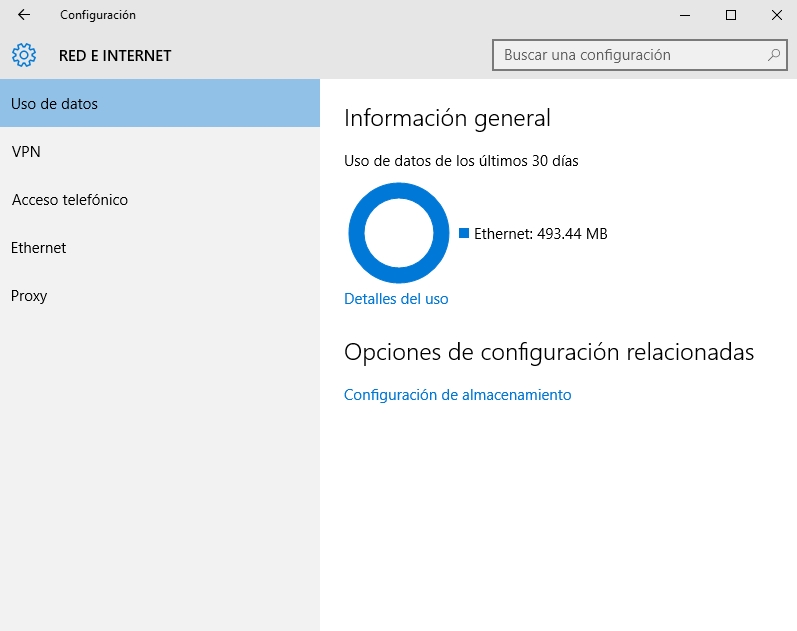 Configuración
RED E INTERNET
Buscar una configuración
Uso de datos
VPN
Acceso telefónico
Ethernet
Proxy
Información general
Uso de datos de los últimos 30 días
Ethernet: 493.44 MB
Detalles del uso
Opciones de configuración relacionadas
Configuración de almacenamiento